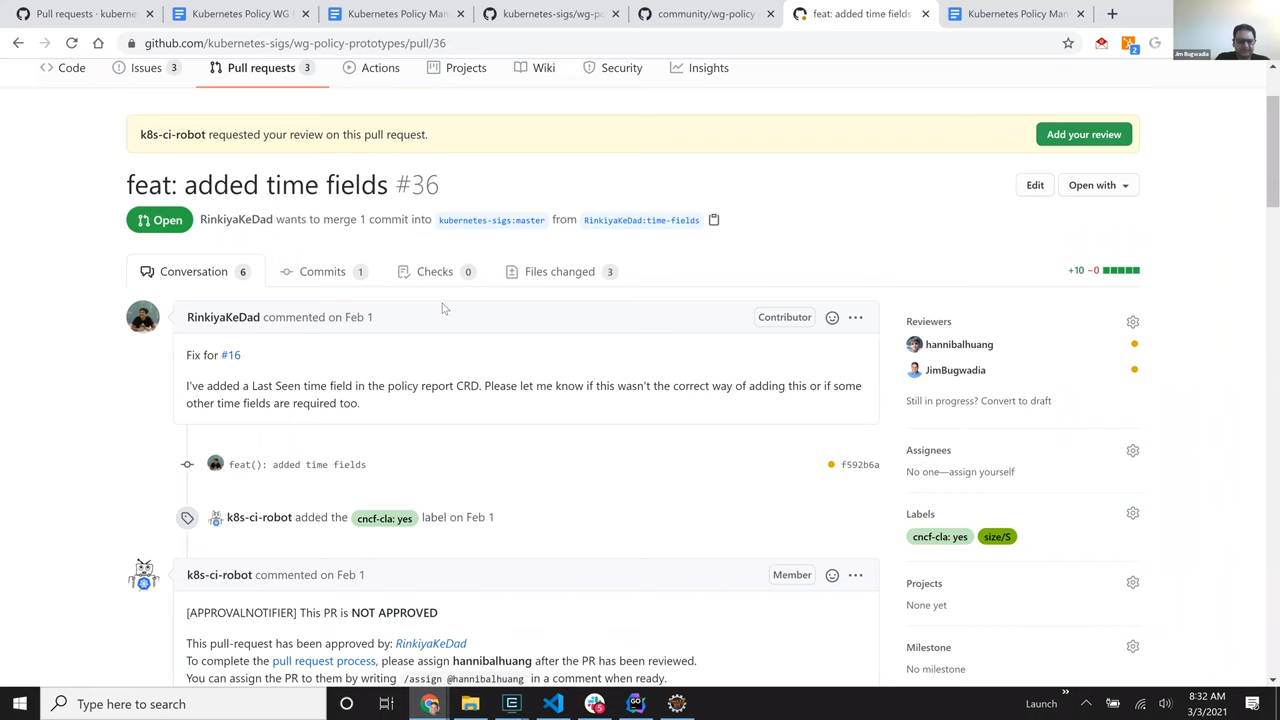 Pull requests · kubernetes-
Kubernetes Policy WG M
Kubernetes Policy Man
kubernetes-sigs/wg-po
community/wg-policy
feat: added time fields
Kubernetes Policy Man
github.com/kubernetes-sigs/wg-policy-prototypes/pull/36
2
Jim Bugwadia
Code
Issues 3
Pull requests 3
Actions
Projects
Wiki
Security
Insights
k8s-ci-robot requested your review on this pull request.
Add your review
feat: added time fields #36
Edit
Open with
Open
RinkiyaKeDad wants to merge 1 commit into kubernetes-sigs:master from RinkiyaKeDad:time-fields
Conversation 6
Commits 1
Checks 0
Files changed 3
+10 −0
RinkiyaKeDad commented on Feb 1
Contributor
Fix for #16
I've added a Last Seen time field in the policy report CRD. Please let me know if this wasn't the correct way of adding this or if some
other time fields are required too.
feat(): added time fields
f592b6a
k8s-ci-robot added the cncf-cla: yes label on Feb 1
k8s-ci-robot commented on Feb 1
Member
[APPROVALNOTIFIER] This PR is NOT APPROVED
This pull-request has been approved by: RinkiyaKeDad
To complete the pull request process, please assign hannibalhuang after the PR has been reviewed.
You can assign the PR to them by writing /assign @hannibalhuang in a comment when ready.
Reviewers
hannibalhuang
JimBugwadia
Still in progress? Convert to draft
Assignees
No one—assign yourself
Labels
cncf-cla: yes
size/S
Projects
None yet
Milestone
No milestone
Type here to search
Launch
8:32 AM
3/3/2021